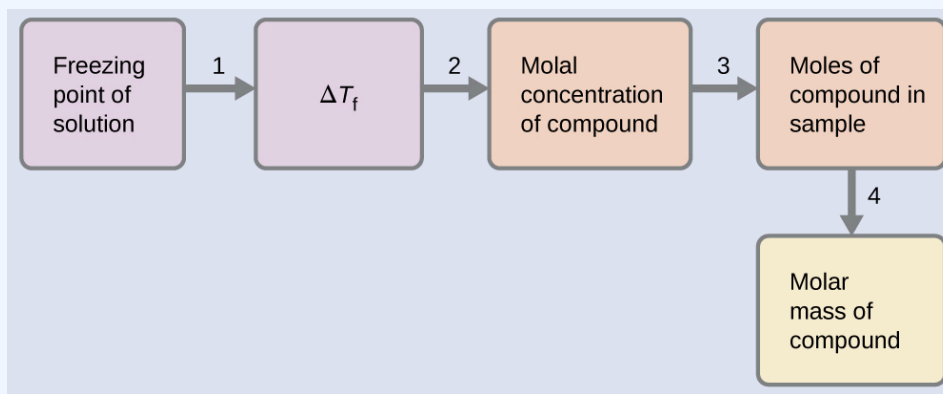 Freezing
point of
solution
1
ΔTf
2
Molal
concentration
of compound
3
Moles of
compound in
sample
4
Molar
mass of
compound